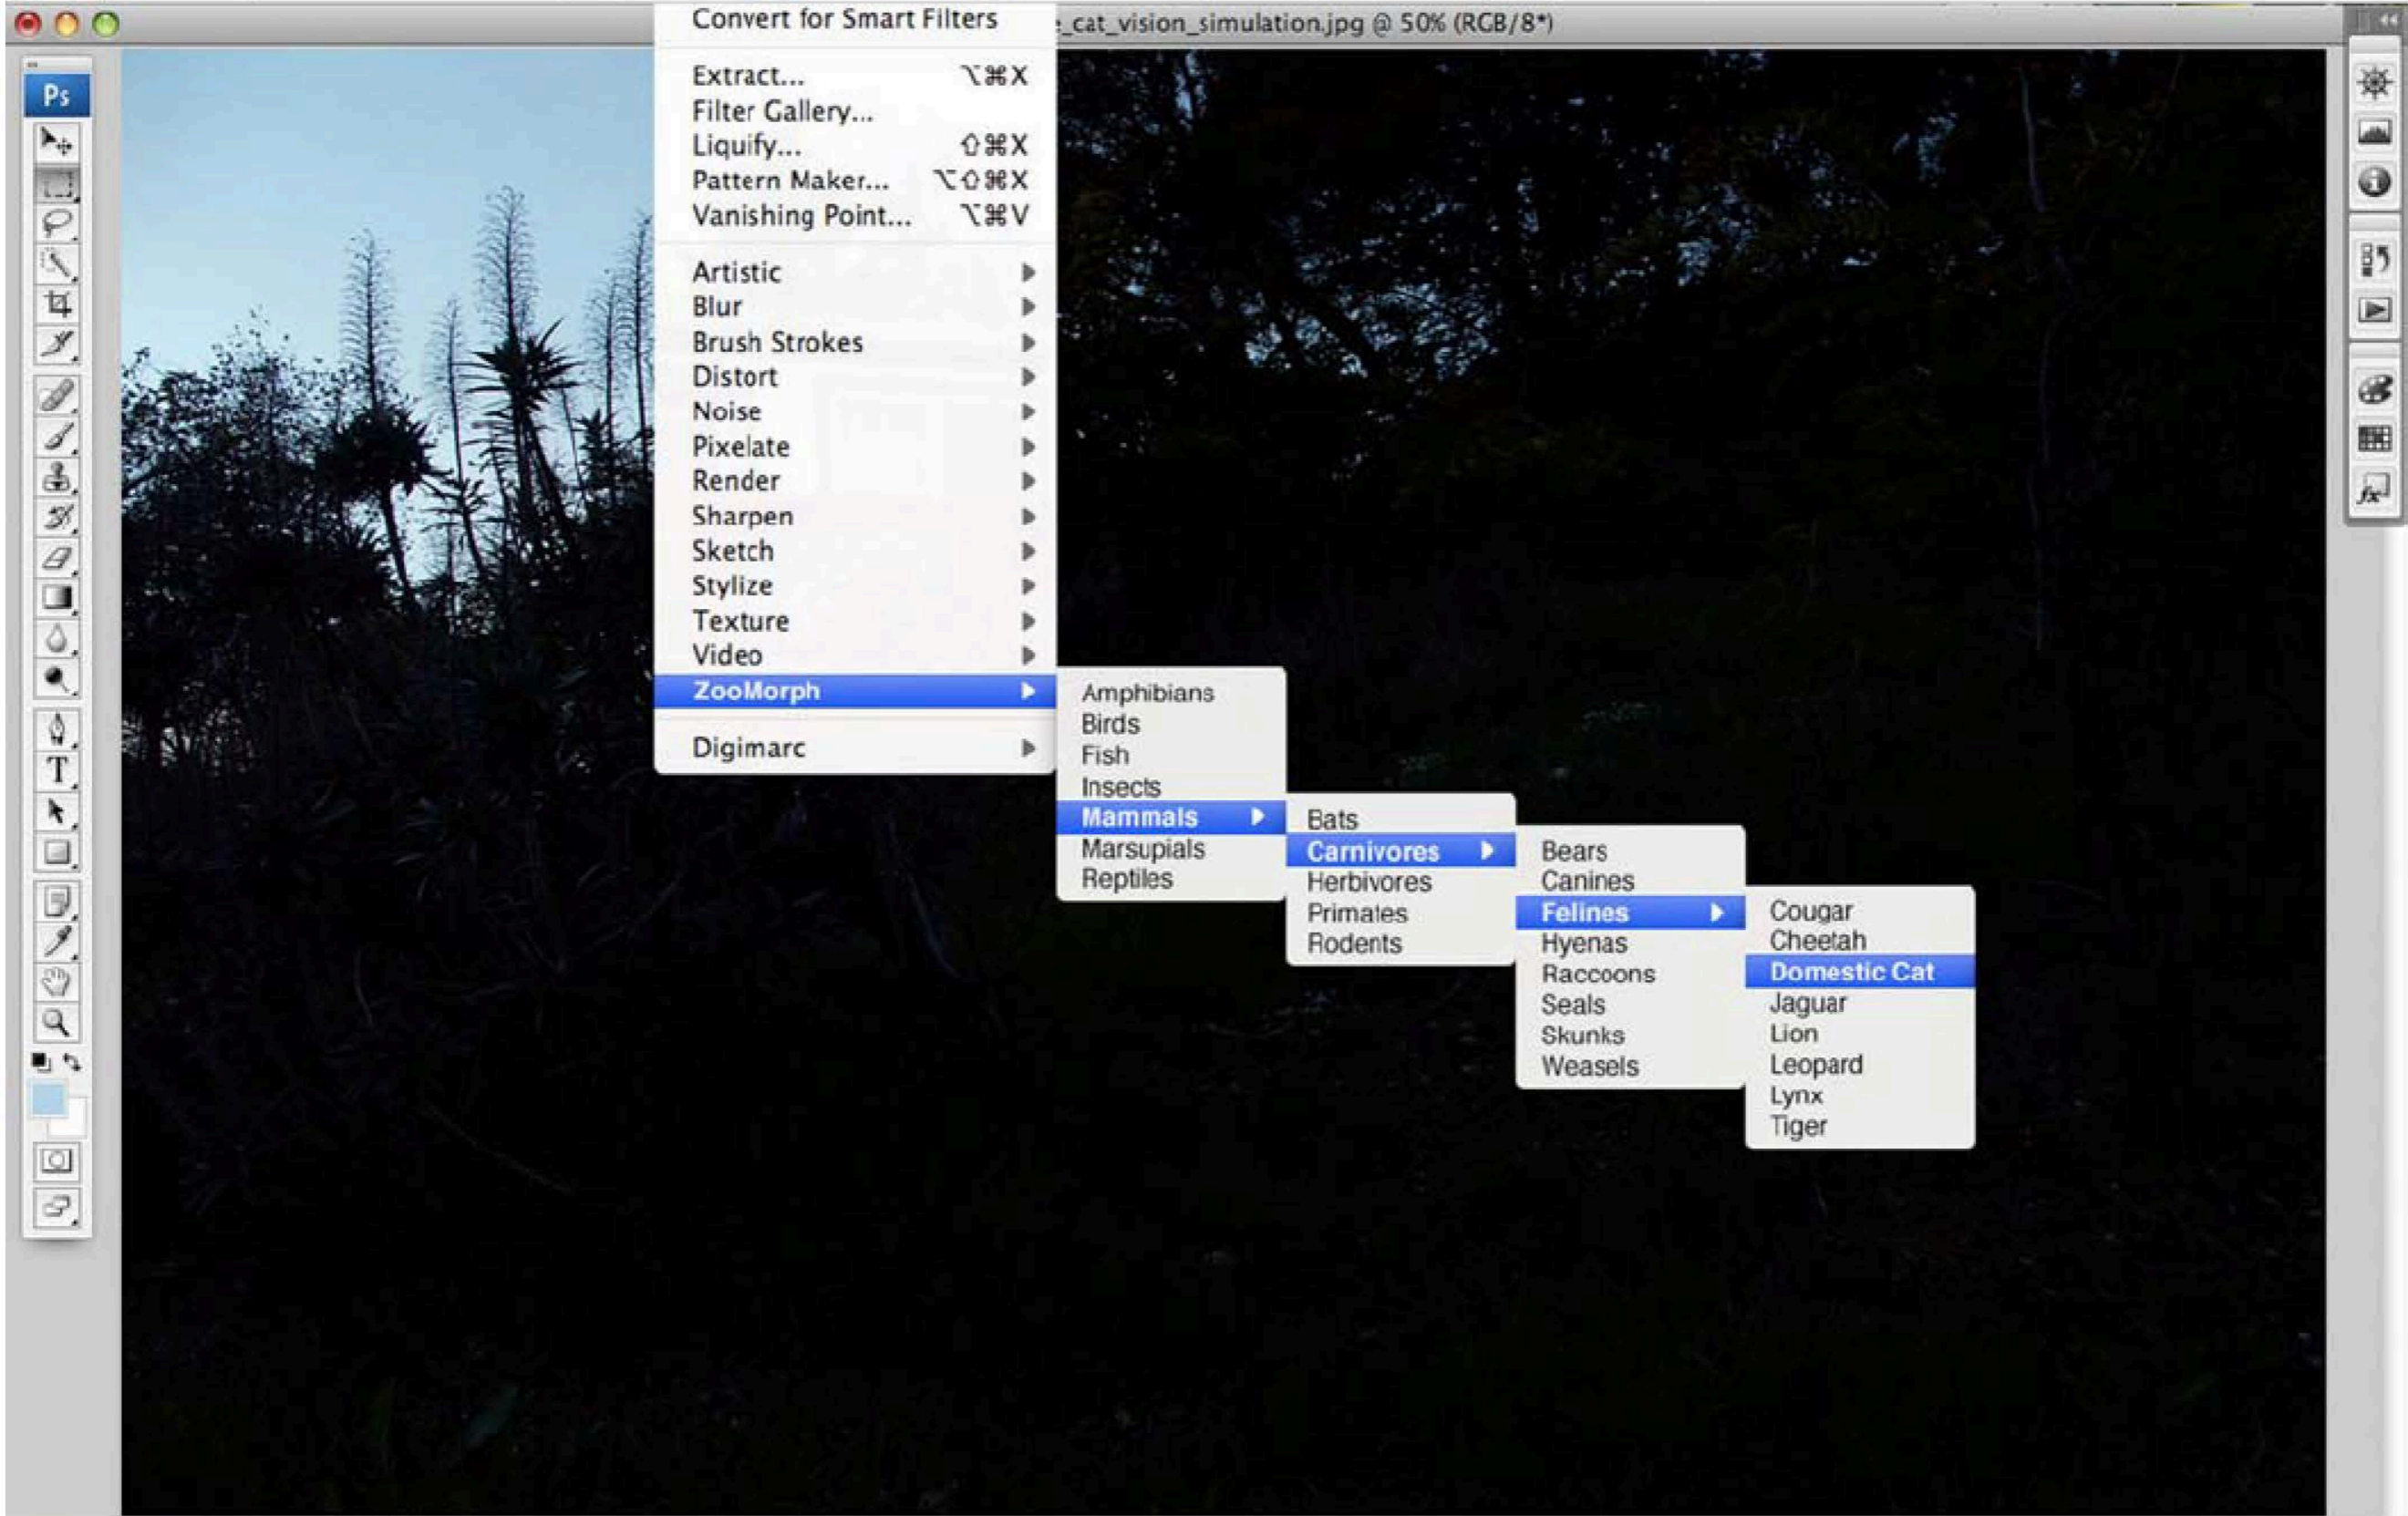 e_cat_vision_simulation.jpg @ 50% (RGB/8*)
Ps
T
fx
Convert for Smart Filters
Extract... ⌥⌘X
Filter Gallery...
Liquify... ⇧⌘X
Pattern Maker... ⌥⇧⌘X
Vanishing Point... ⌥⌘V
Artistic
Blur
Brush Strokes
Distort
Noise
Pixelate
Render
Sharpen
Sketch
Stylize
Texture
Video
ZooMorph
Digimarc
Amphibians
Birds
Fish
Insects
Mammals
Marsupials
Reptiles
Bats
Carnivores
Herbivores
Primates
Rodents
Bears
Canines
Felines
Hyenas
Raccoons
Seals
Skunks
Weasels
Cougar
Cheetah
Domestic Cat
Jaguar
Lion
Leopard
Lynx
Tiger